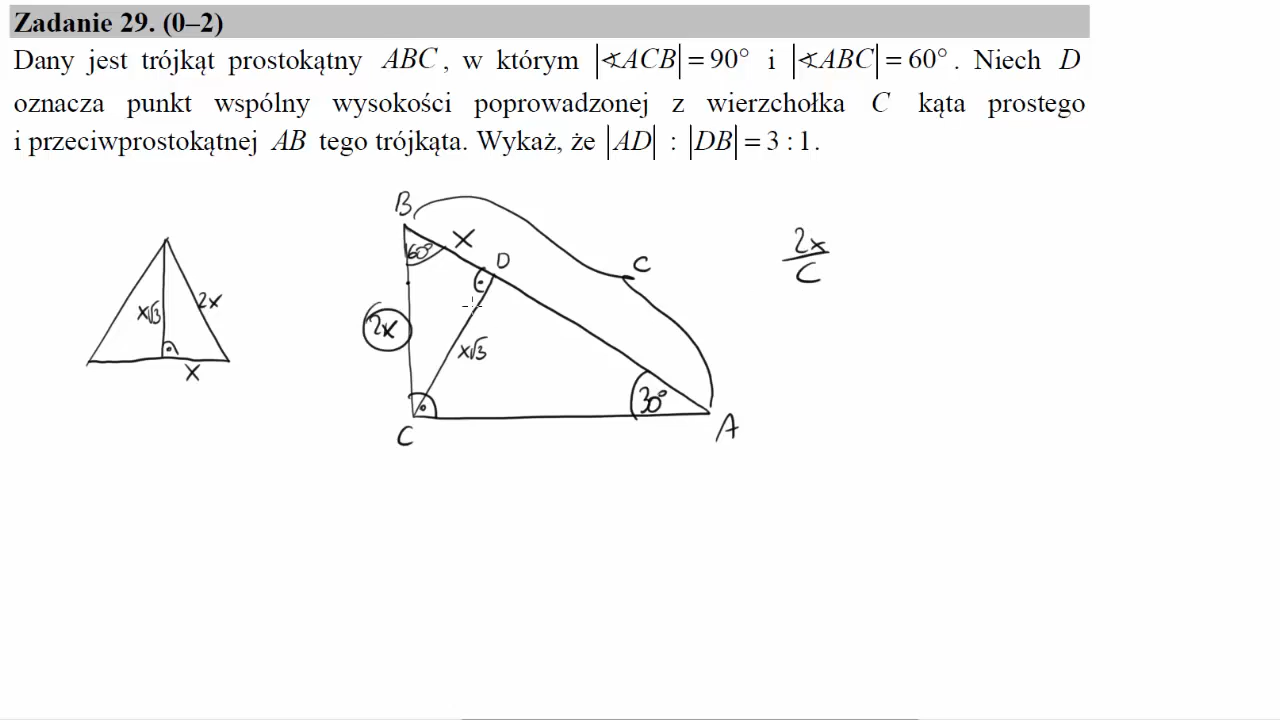 Zadanie 29. (0–2)
Dany jest trójkąt prostokątny ABC, w którym |∢ACB| = 90° i |∢ABC| = 60°. Niech D
oznacza punkt wspólny wysokości poprowadzonej z wierzchołka C kąta prostego
i przeciwprostokątnej AB tego trójkąta. Wykaż, że |AD| : |DB| = 3 : 1.
B
60°
X
D
C
2x
C
x√3
2x
x√3
2x
X
30°
C
A